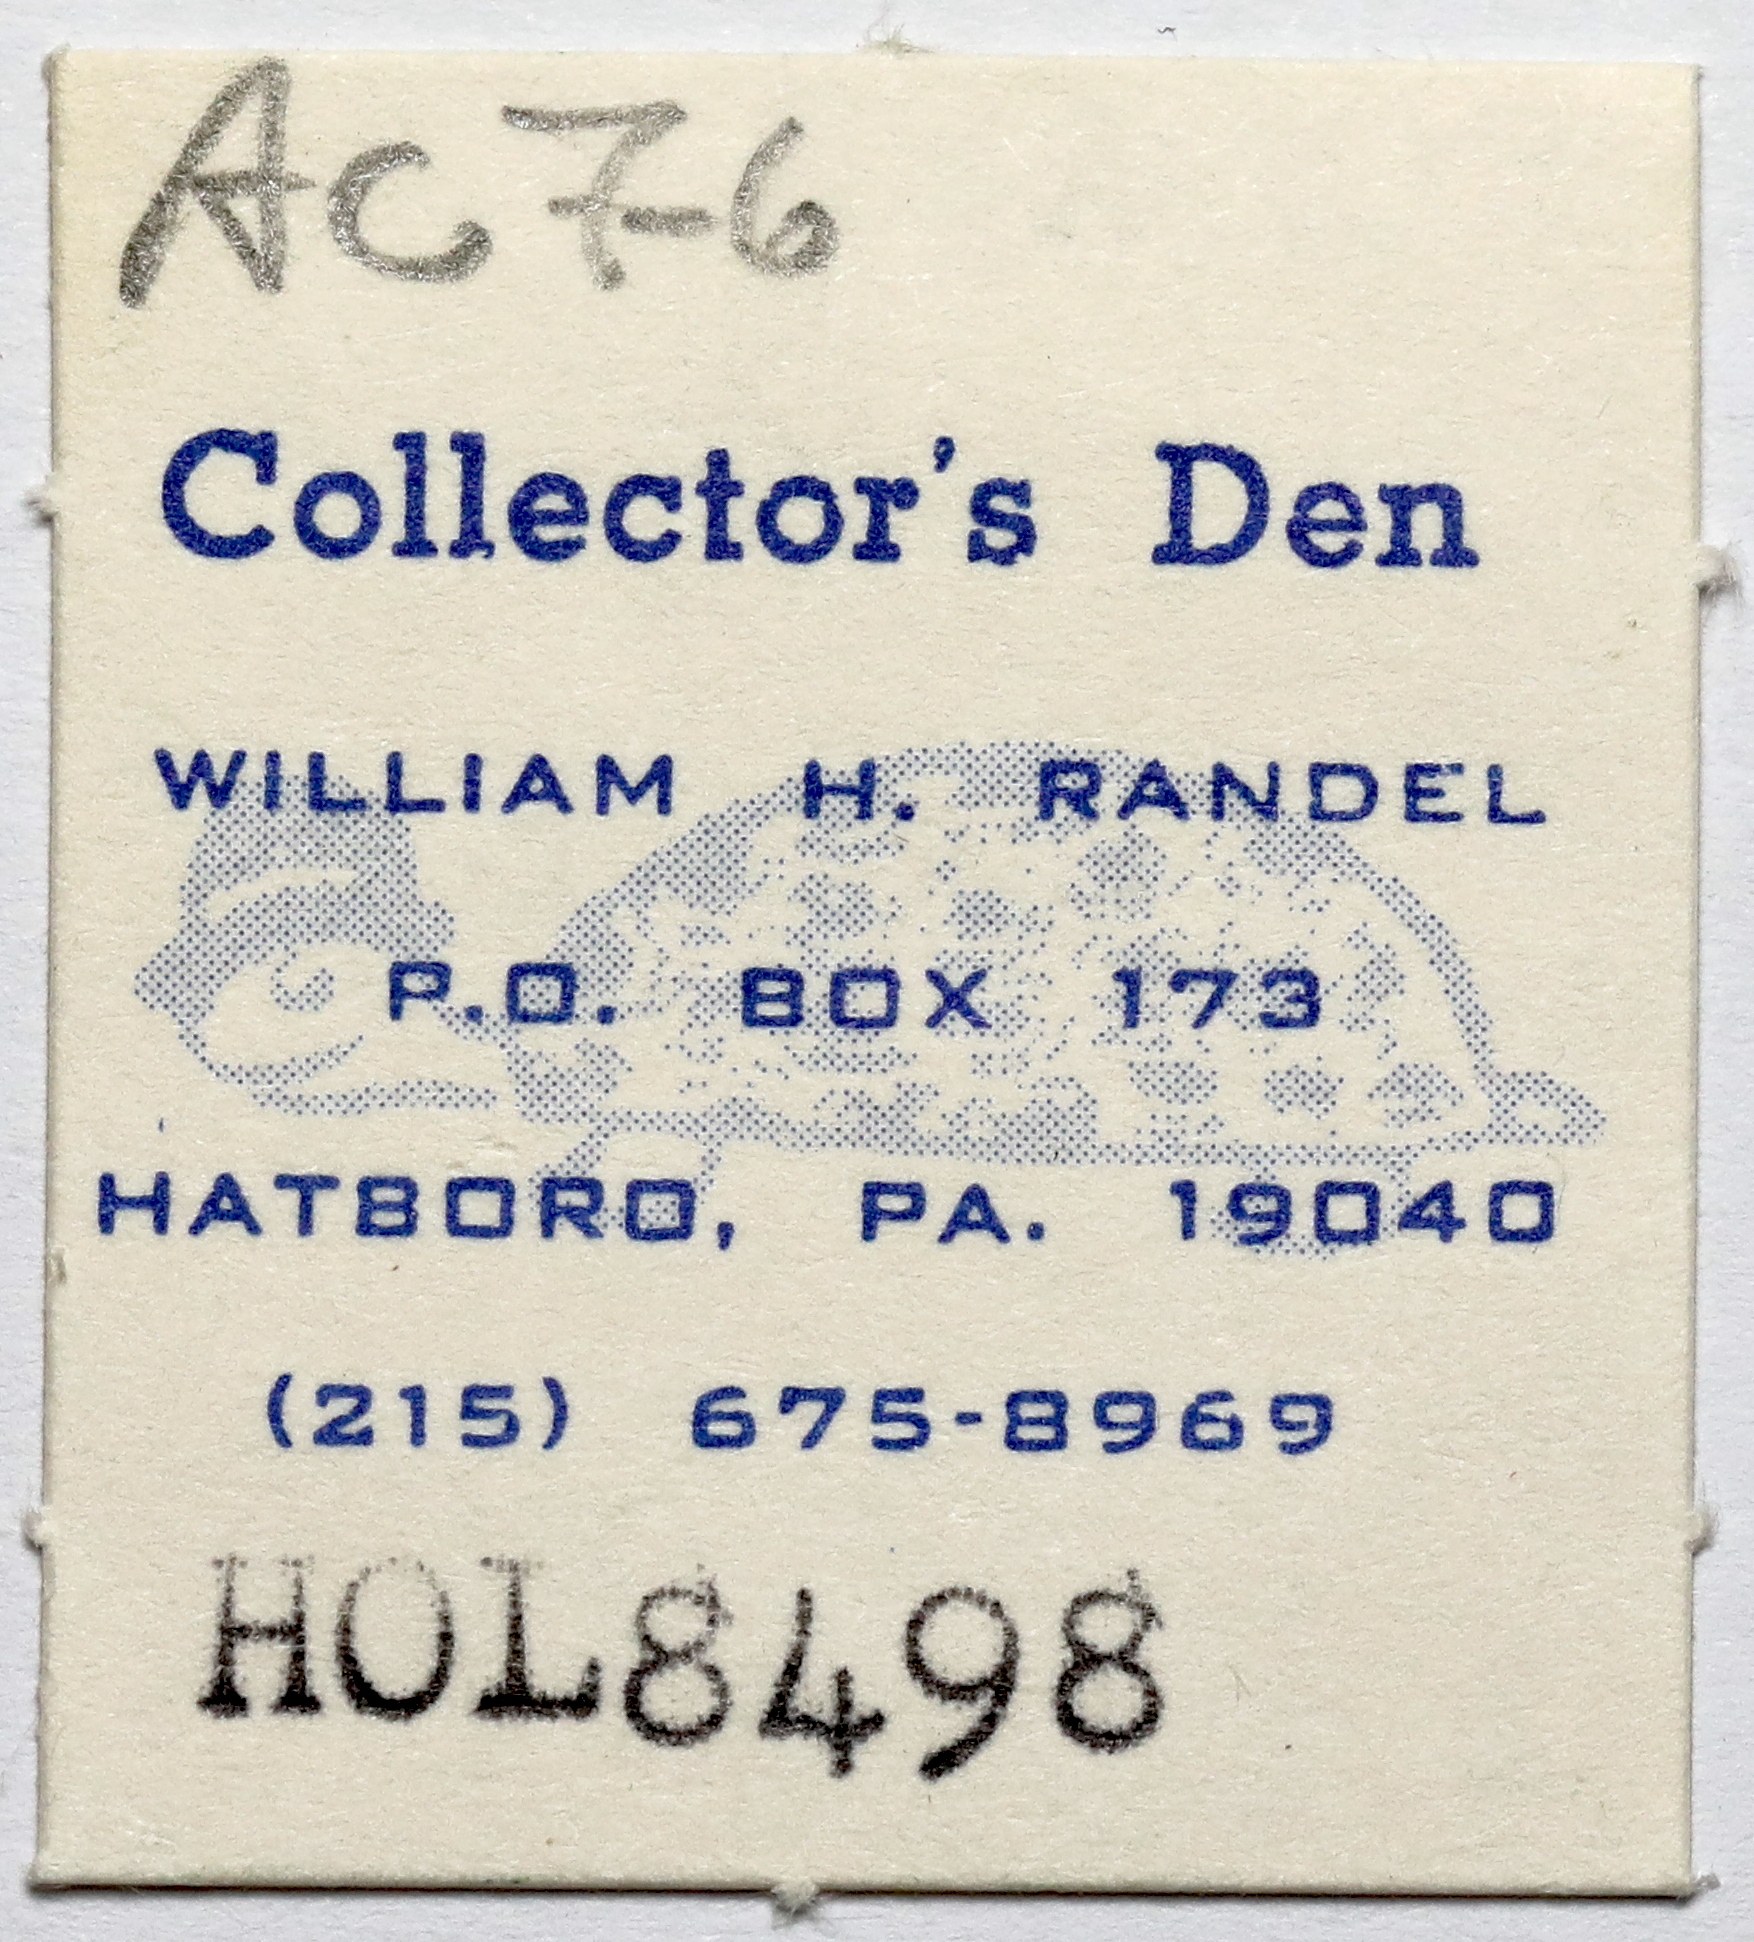 AC7-6
Collector's Den
WILLIAM H. RANDEL
P.O. BOX 173
HATBORO, PA. 19040
(215) 675-8969
HOL8498